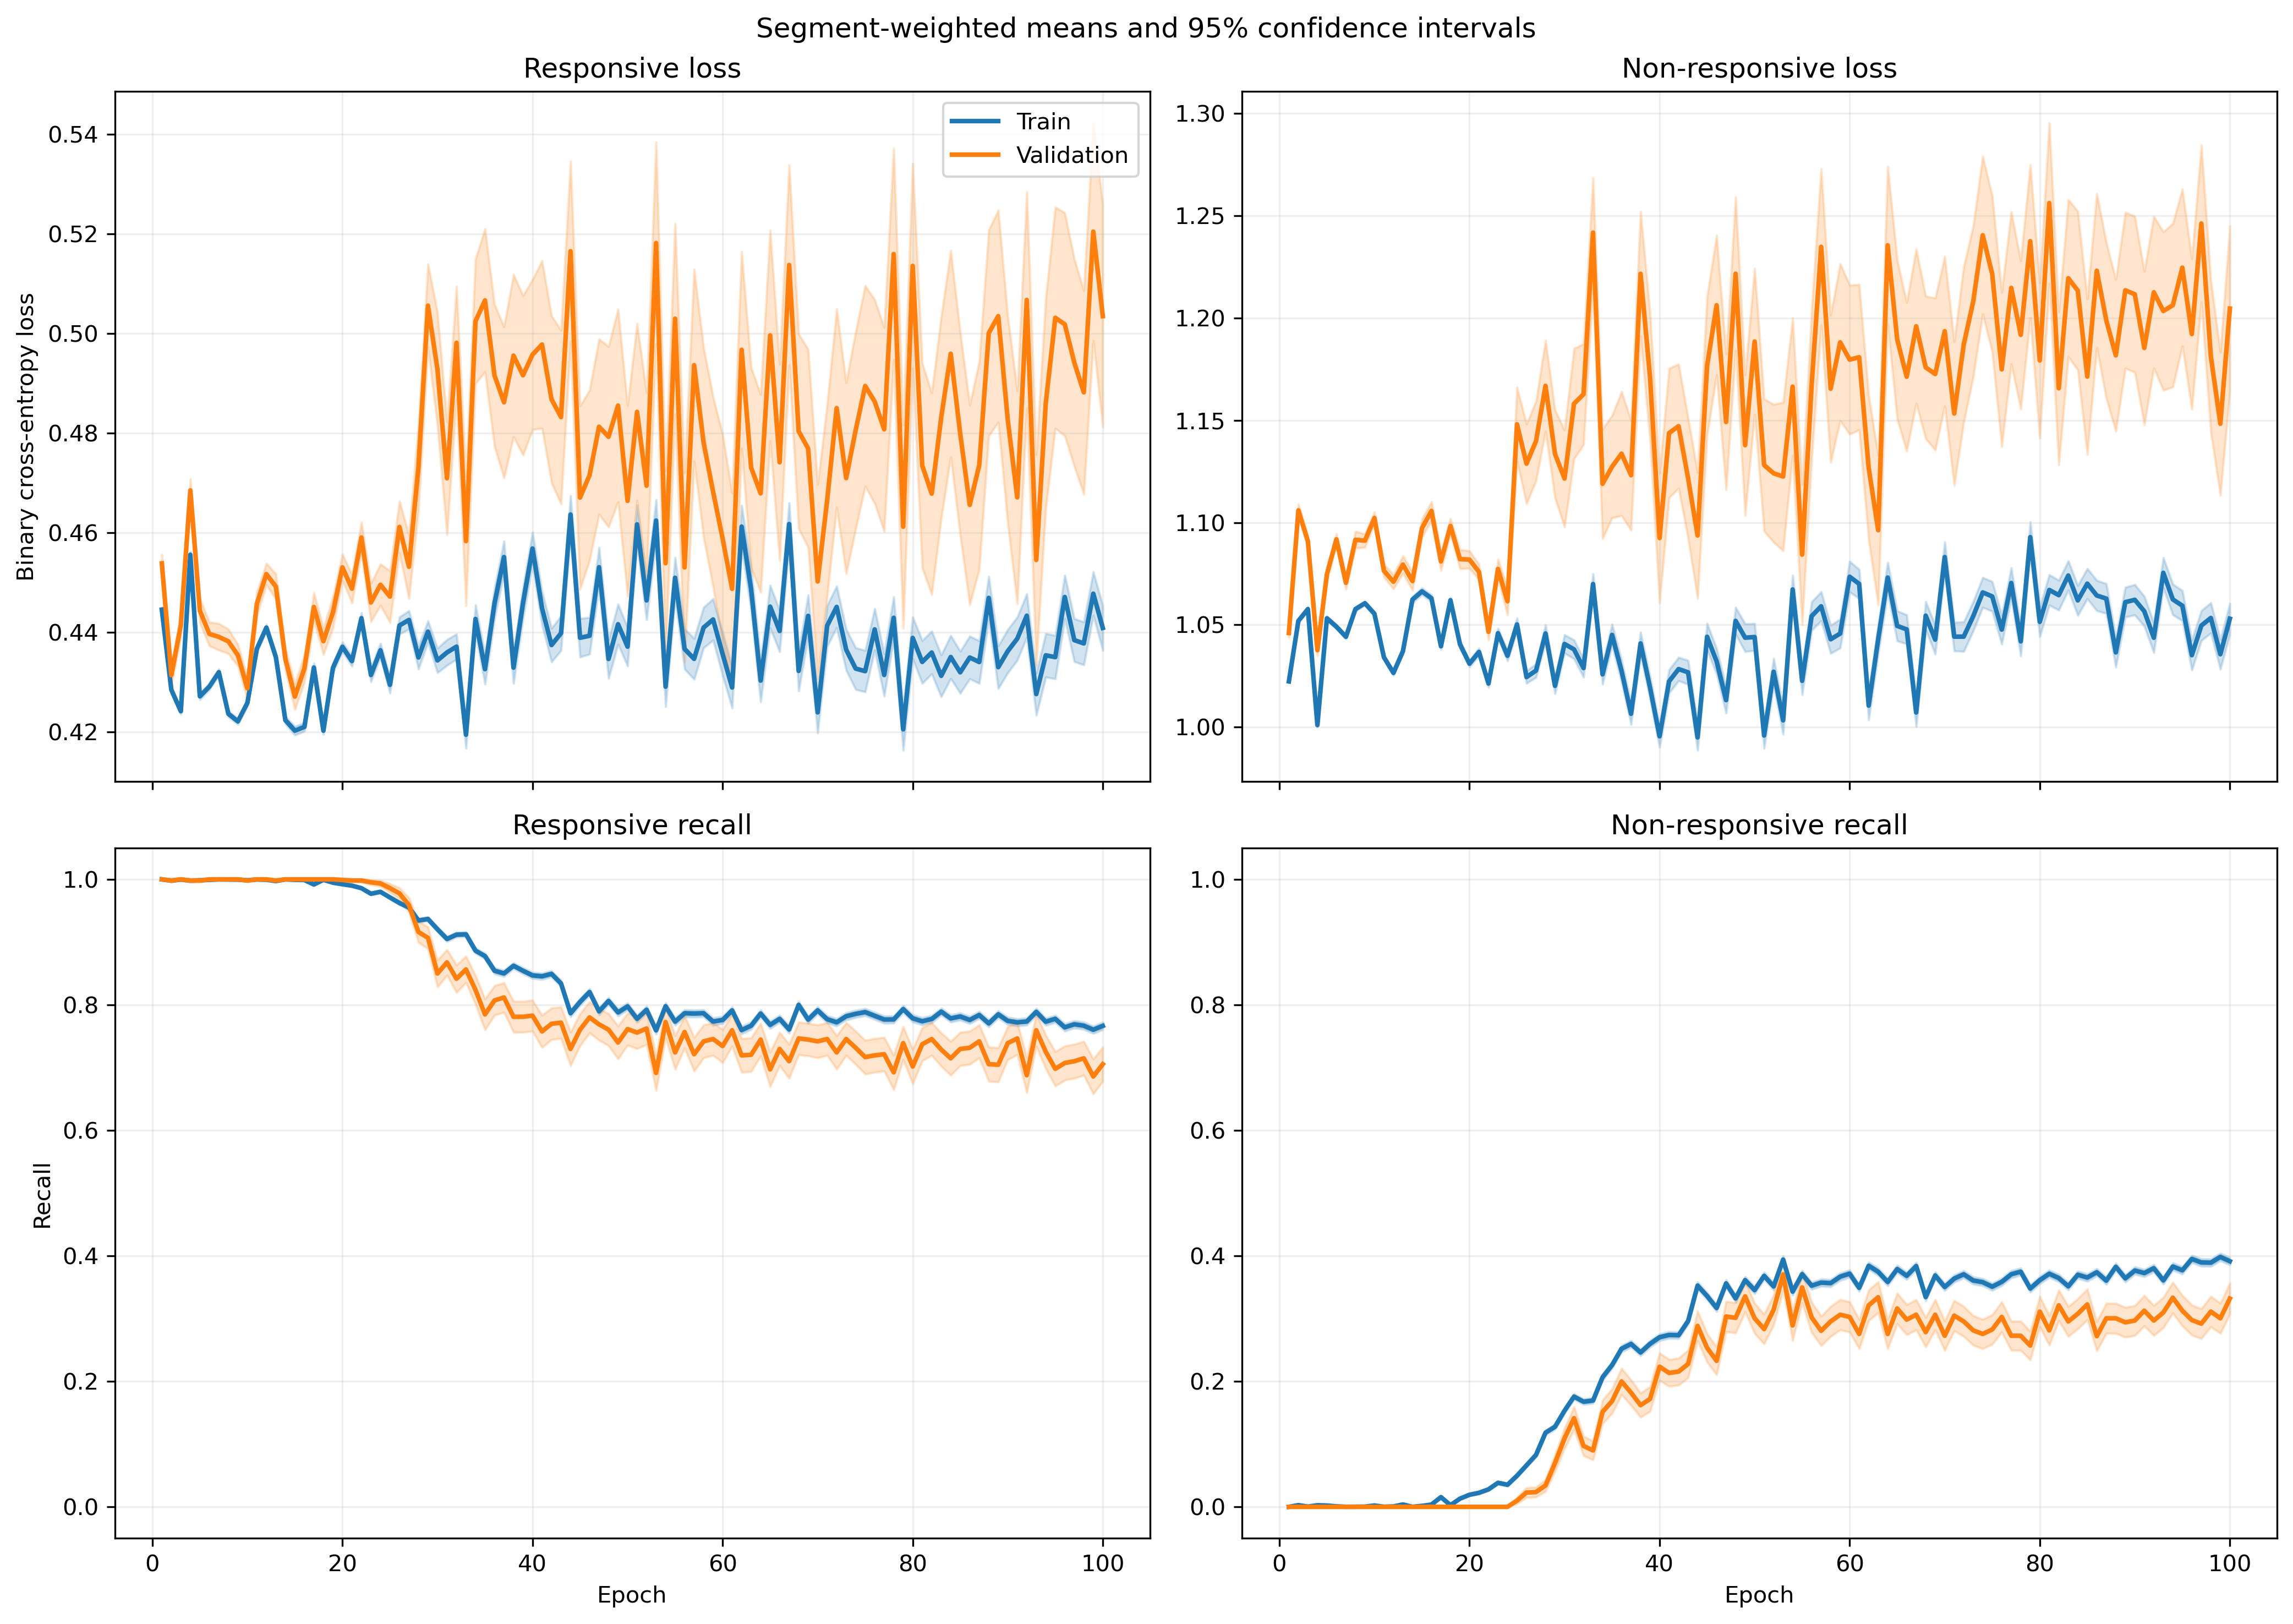 Segment-weighted means and 95% confidence intervals
Responsive loss
Non-responsive loss
Binary cross-entropy loss
0.54
0.52
0.50
0.48
0.46
0.44
0.42
Train
Validation
1.30
1.25
1.20
1.15
1.10
1.05
1.00
Responsive recall
Non-responsive recall
Recall
1.0
0.8
0.6
0.4
0.2
0.0
1.0
0.8
0.6
0.4
0.2
0.0
0 20 40 60 80 100
0 20 40 60 80 100
Epoch
Epoch